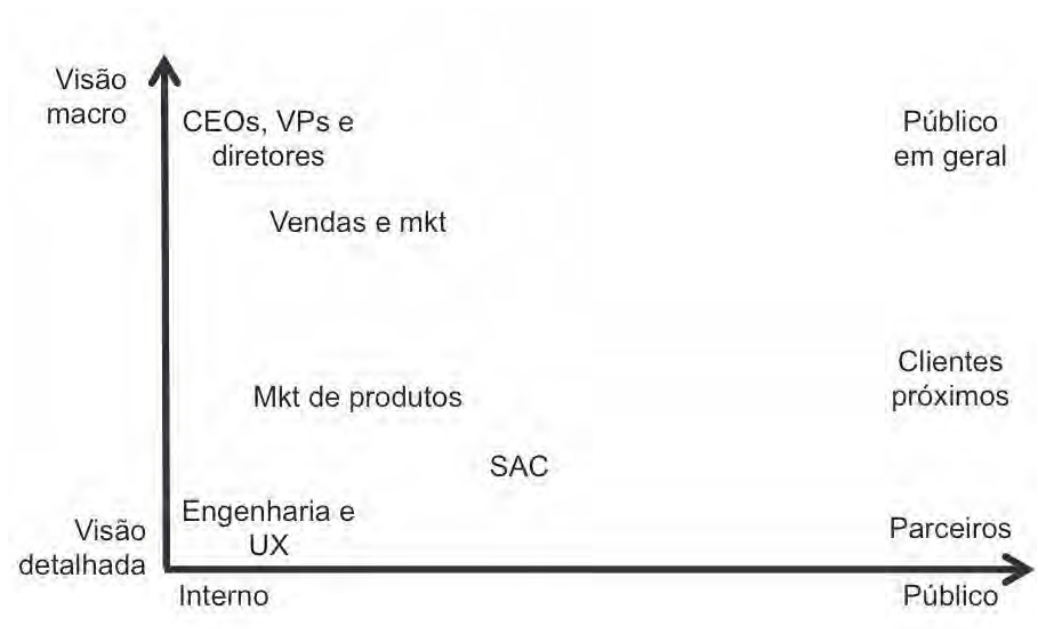 Visão
macro
CEOs, VPs e
diretores
Público
em geral
Vendas e mkt
Clientes
próximos
Mkt de produtos
SAC
Engenharia e
UX
Parceiros
Visão
detalhada
Interno
Público